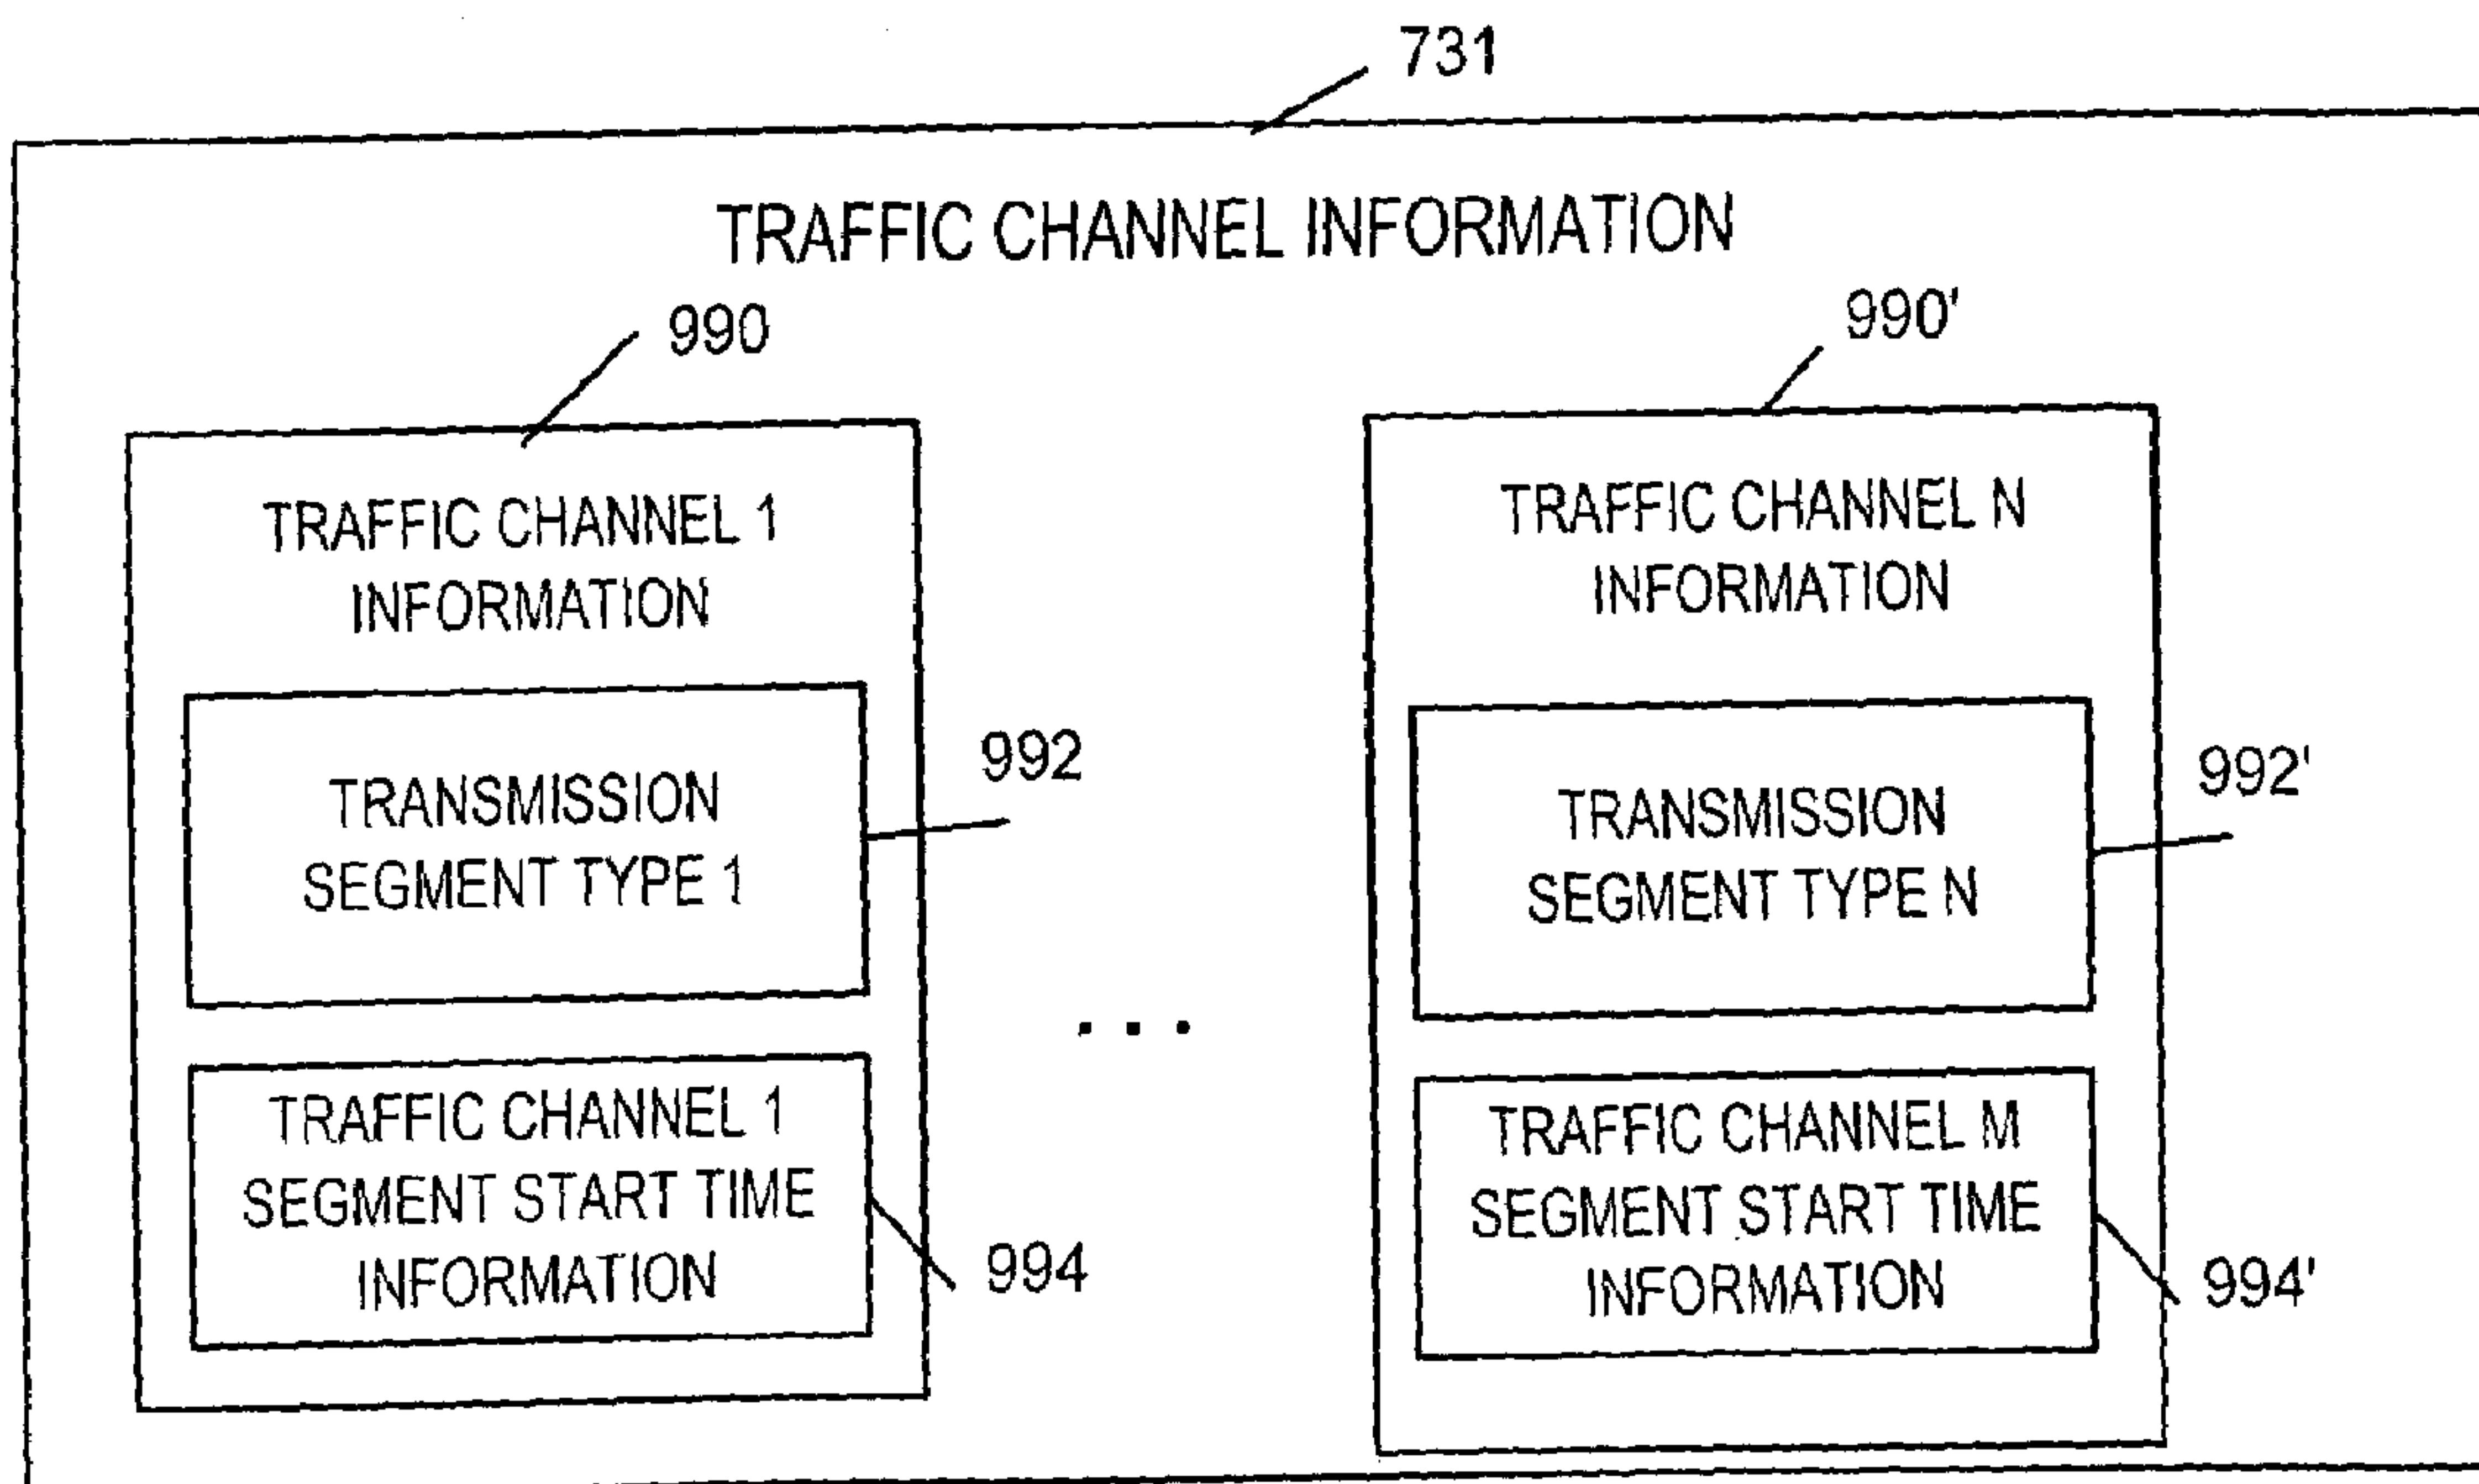 731
TRAFFIC CHANNEL INFORMATION
990
TRAFFIC CHANNEL 1
INFORMATION
TRANSMISSION
SEGMENT TYPE 1
992
TRAFFIC CHANNEL 1
SEGMENT START TIME
INFORMATION
994
. . .
990'
TRAFFIC CHANNEL N
INFORMATION
TRANSMISSION
SEGMENT TYPE N
992'
TRAFFIC CHANNEL M
SEGMENT START TIME
INFORMATION
994'